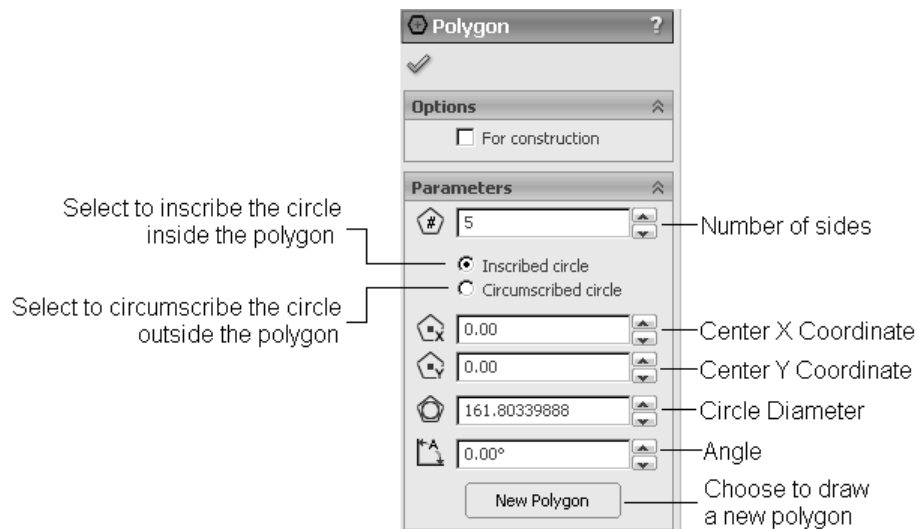 Polygon ?
Options
For construction
Parameters
Select to inscribe the circle
inside the polygon
# 5
Number of sides
Inscribed circle
Circumscribed circle
Select to circumscribe the circle
outside the polygon
X 0.00
Center X Coordinate
Y 0.00
Center Y Coordinate
161.80339888
Circle Diameter
A 0.00°
Angle
New Polygon
Choose to draw
a new polygon